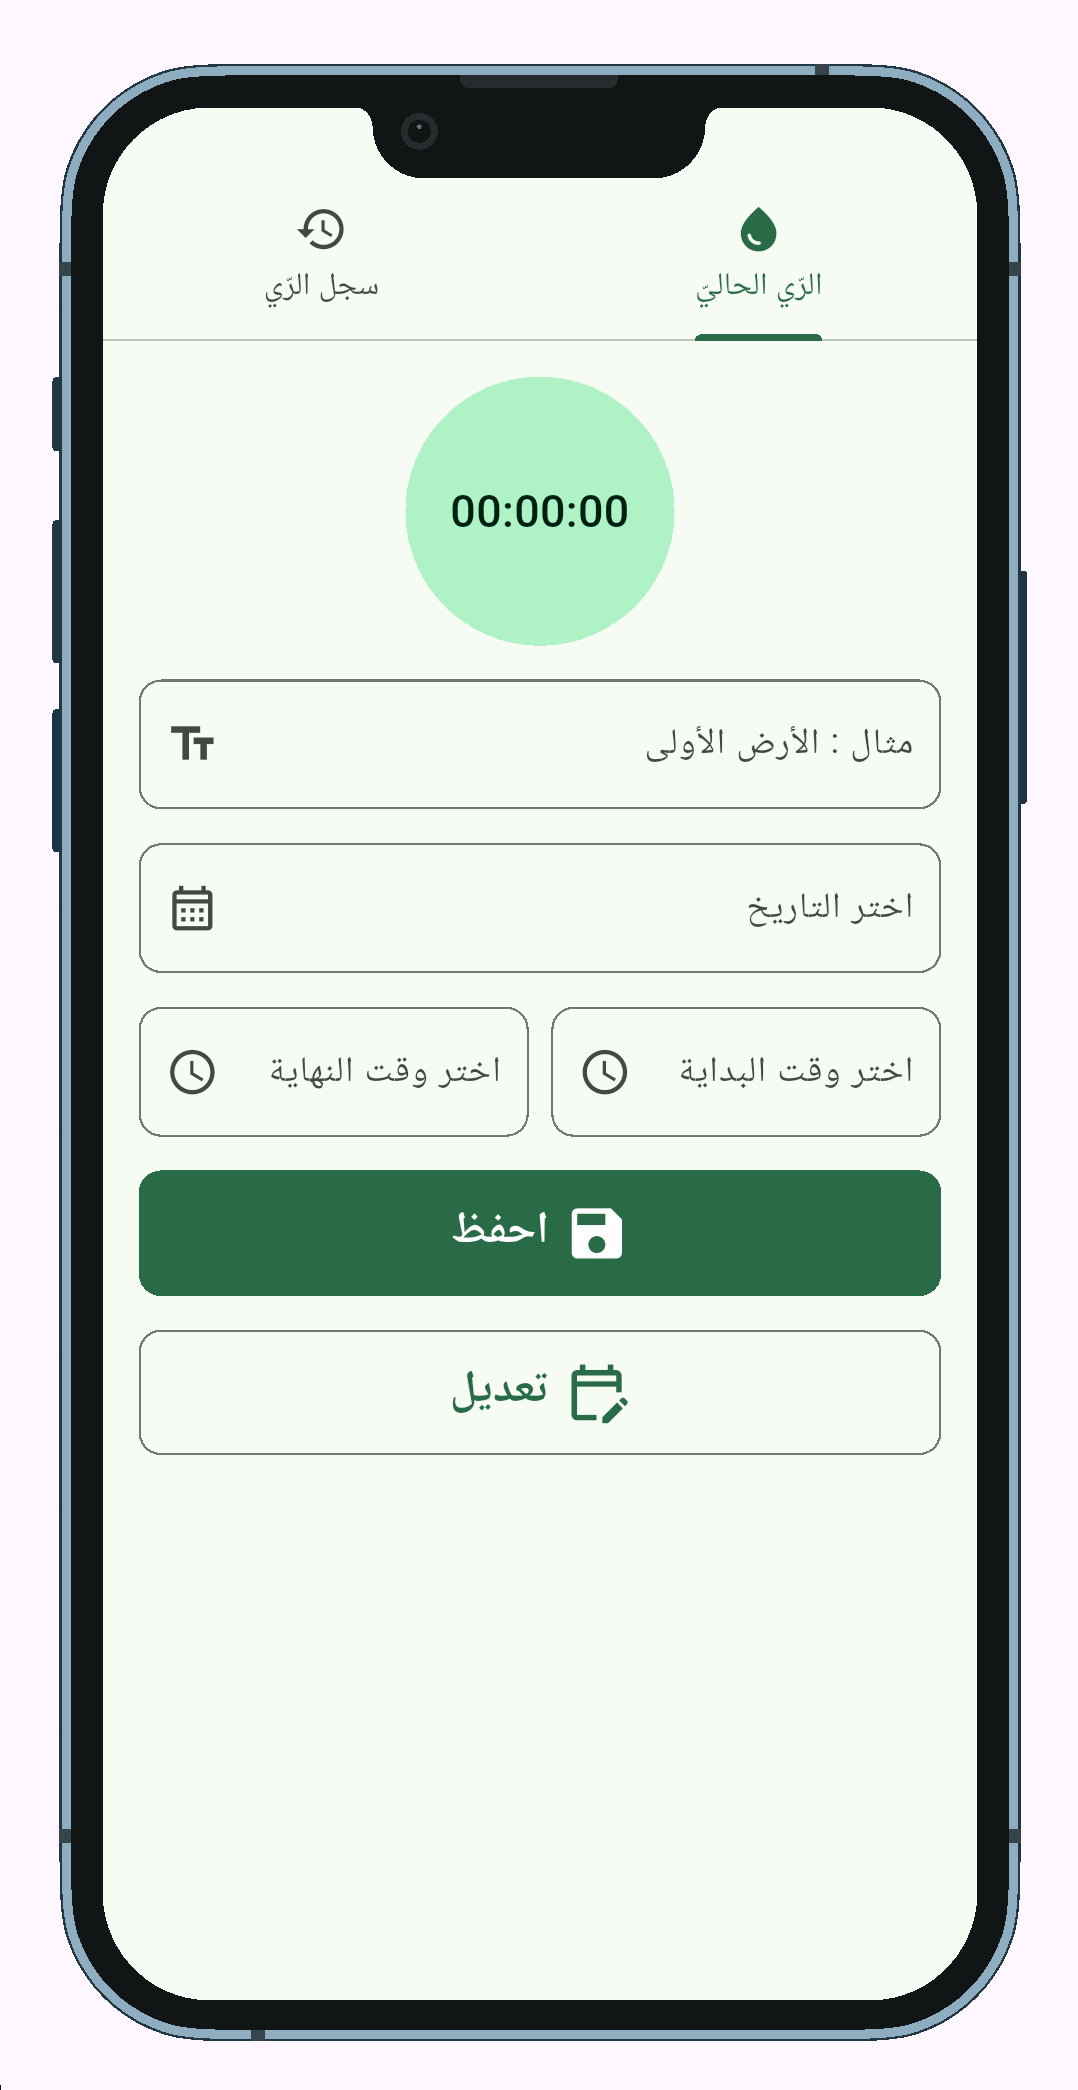 الرّي الحاليّ
سجل الرّي
00:00:00
مثال : الأرض الأولى
اختر التاريخ
اختر وقت البداية
اختر وقت النهاية
احفظ
تعديل